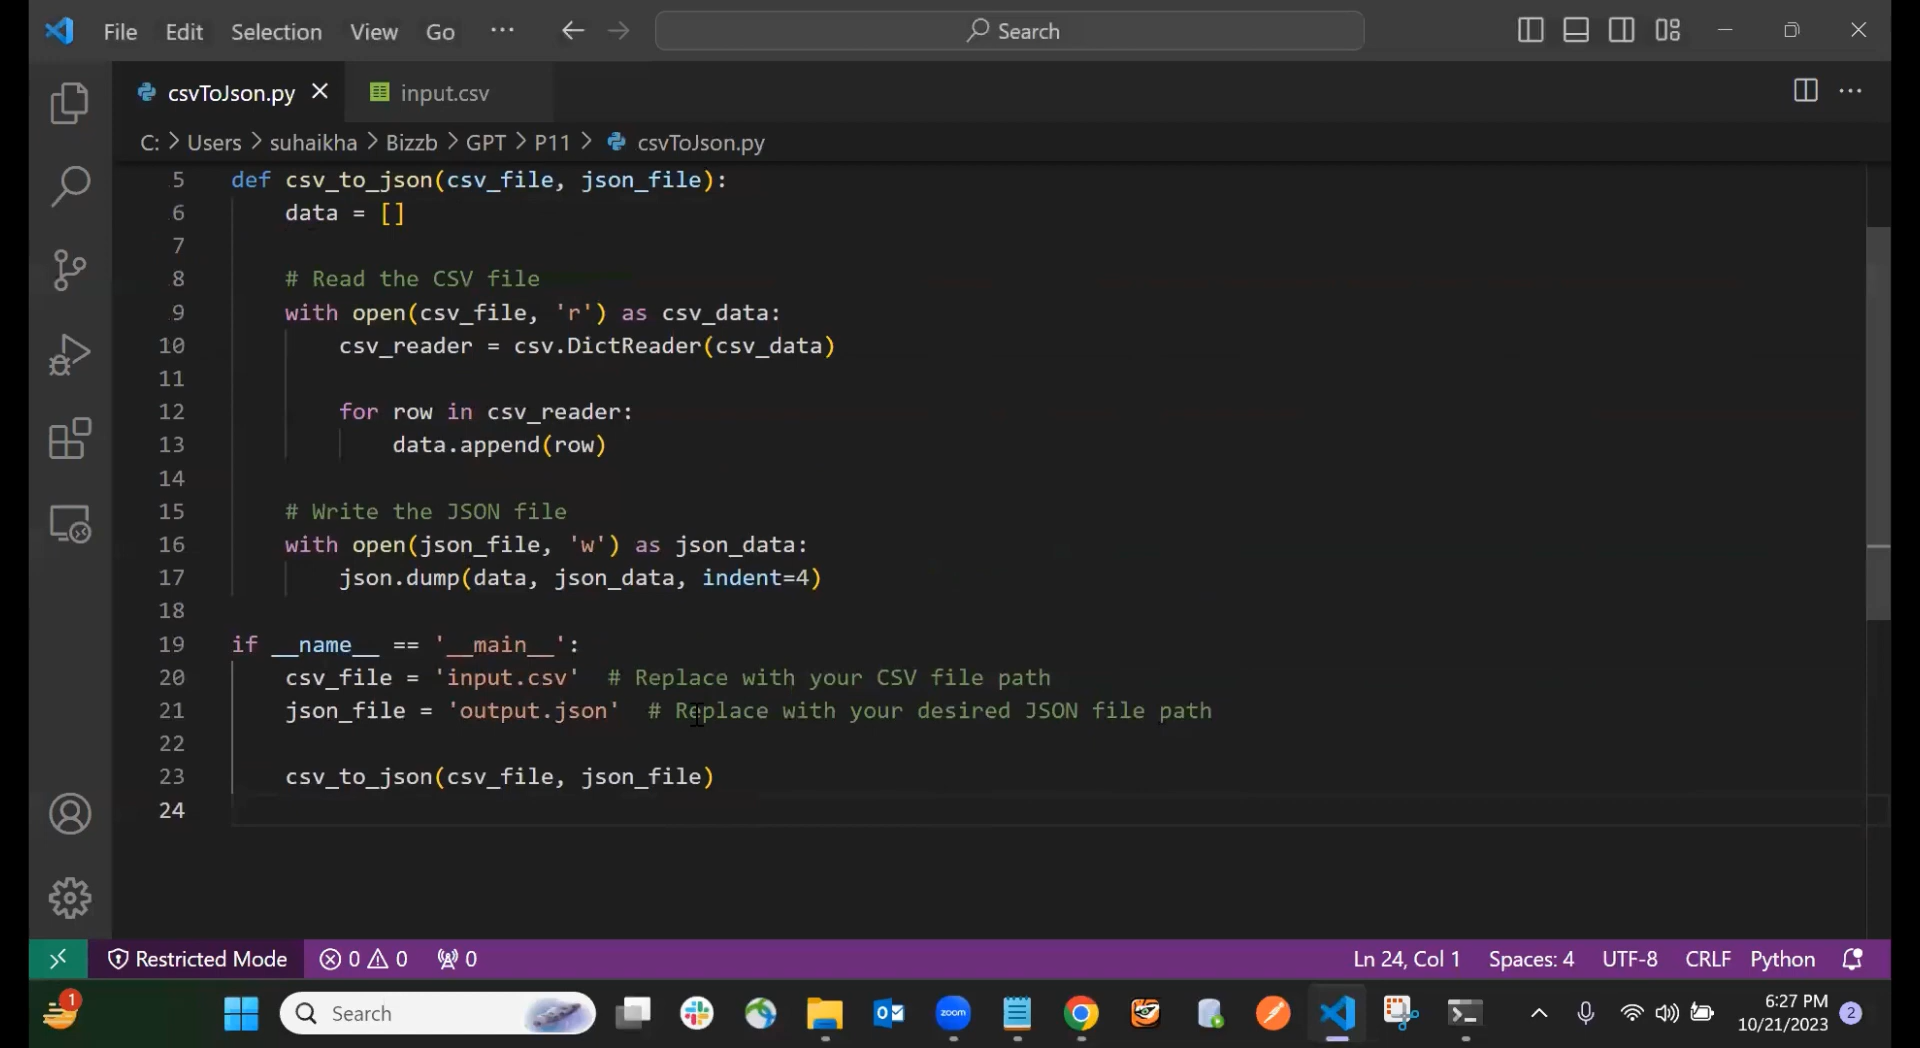 File Edit Selection View Go ··· Search
csvToJson.py input.csv
C: > Users > suhaikha > Bizzb > GPT > P11 > csvToJson.py
5 def csv_to_json(csv_file, json_file):
6 data = []
7
8 # Read the CSV file
9 with open(csv_file, 'r') as csv_data:
10 csv_reader = csv.DictReader(csv_data)
11
12 for row in csv_reader:
13 data.append(row)
14
15 # Write the JSON file
16 with open(json_file, 'w') as json_data:
17 json.dump(data, json_data, indent=4)
18
19 if __name__ == '__main__':
20 csv_file = 'input.csv' # Replace with your CSV file path
21 json_file = 'output.json' # Replace with your desired JSON file path
22
23 csv_to_json(csv_file, json_file)
24
Restricted Mode 0 0 0 Ln 24, Col 1 Spaces: 4 UTF-8 CRLF Python
1 Search zoom 6:27 PM 2
10/21/2023